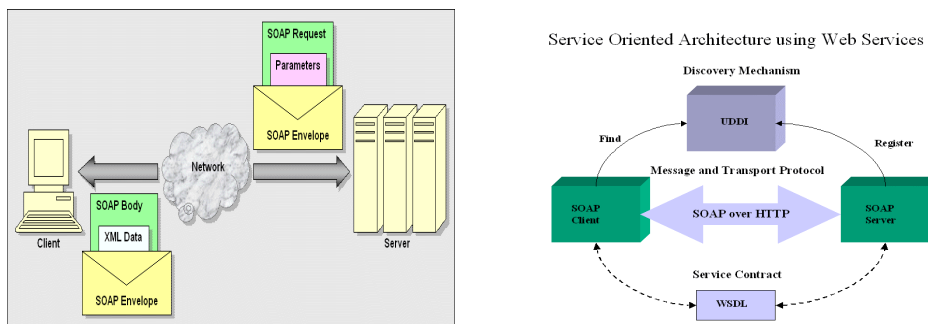 SOAP Request
Parameters
SOAP Envelope
Network
Client
Server
SOAP Body
XML Data
SOAP Envelope
Service Oriented Architecture using Web Services
Discovery Mechanism
UDDI
Find
Register
Message and Transport Protocol
SOAP
Client
SOAP over HTTP
SOAP
Server
Service Contract
WSDL